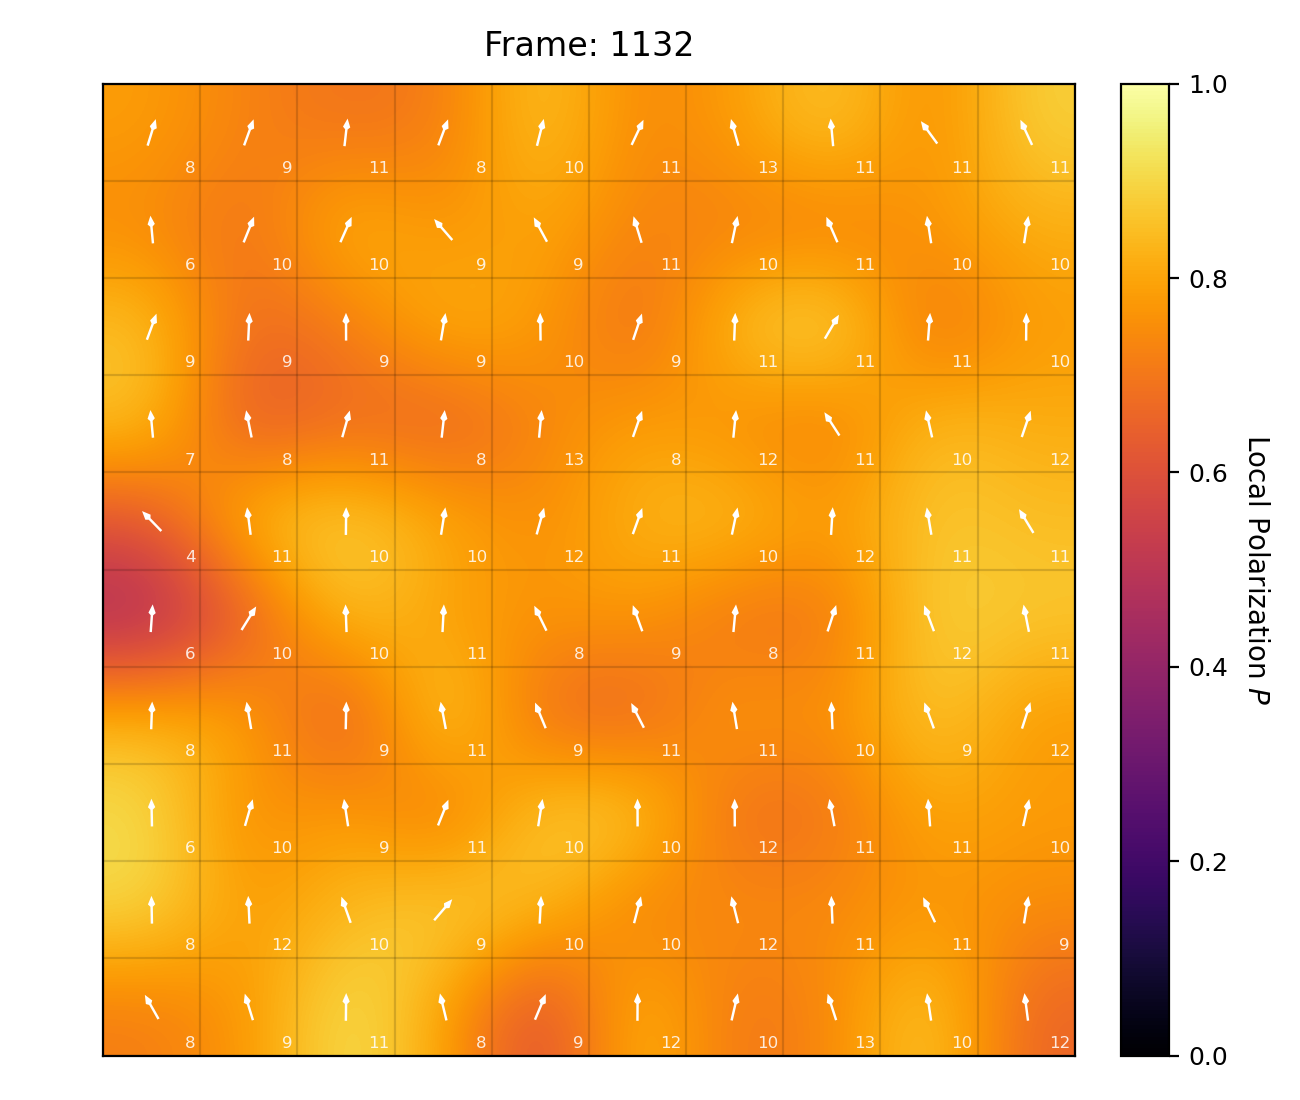 Frame: 1132
8 9 11 8 10 11 13 11 11 11
6 10 10 9 9 11 10 11 10 10
9 9 9 9 10 9 11 11 11 10
7 8 11 8 13 8 12 11 10 12
4 11 10 10 12 11 10 12 11 11
6 10 10 11 8 9 8 11 12 11
8 11 9 11 9 11 11 10 9 12
6 10 9 11 10 10 12 11 11 10
8 12 10 9 10 10 12 11 11 9
8 9 11 8 9 12 10 13 10 12
1.0
0.8
0.6
0.4
0.2
0.0
Local Polarization P